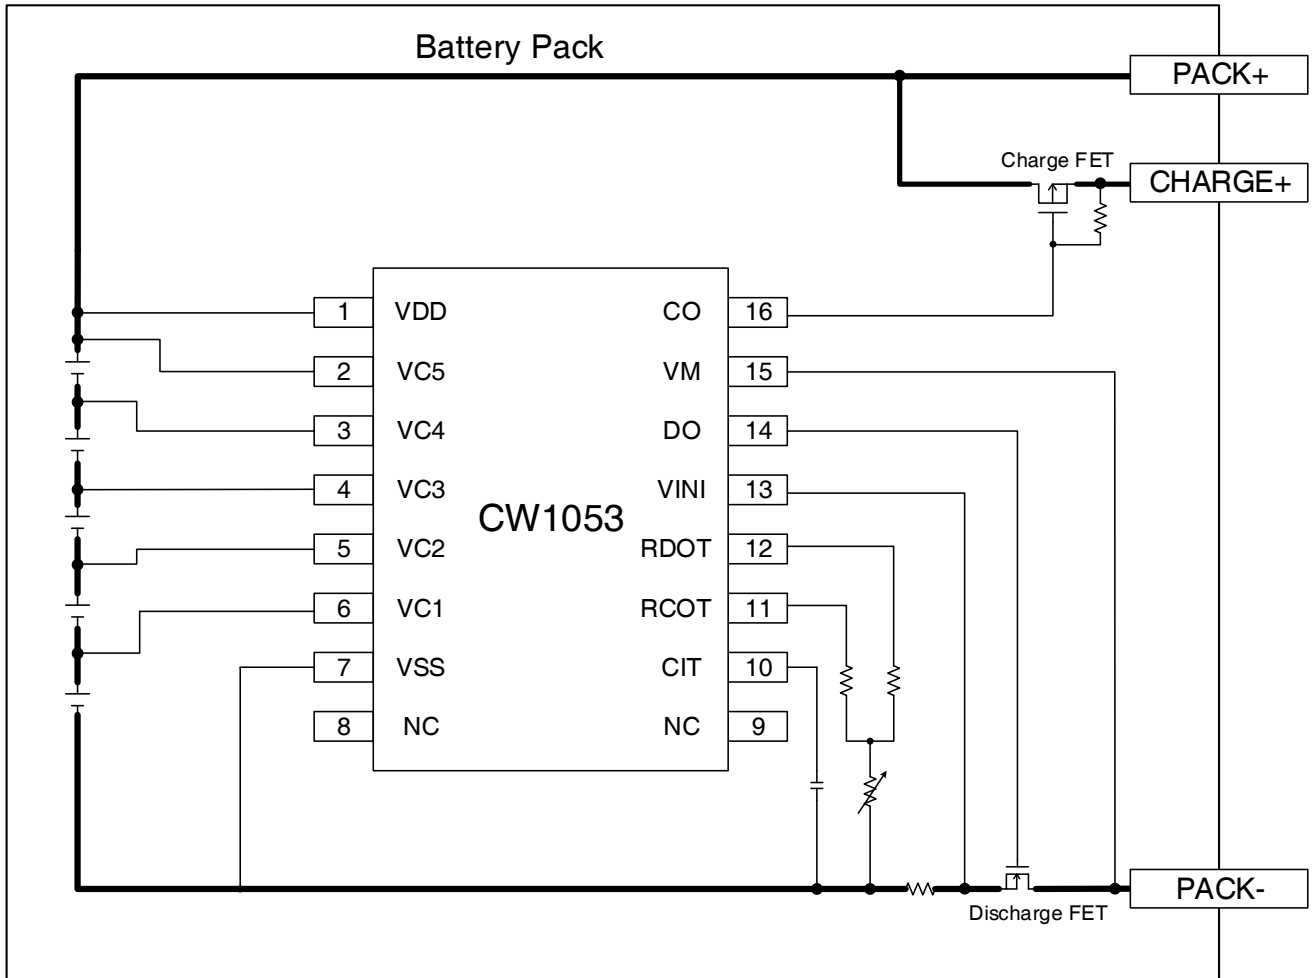 Battery Pack
PACK+
Charge FET
CHARGE+
1 VDD CO 16
2 VC5 VM 15
3 VC4 DO 14
4 VC3 VINI 13
CW1053
5 VC2 RDOT 12
6 VC1 RCOT 11
7 VSS CIT 10
8 NC NC 9
PACK-
Discharge FET